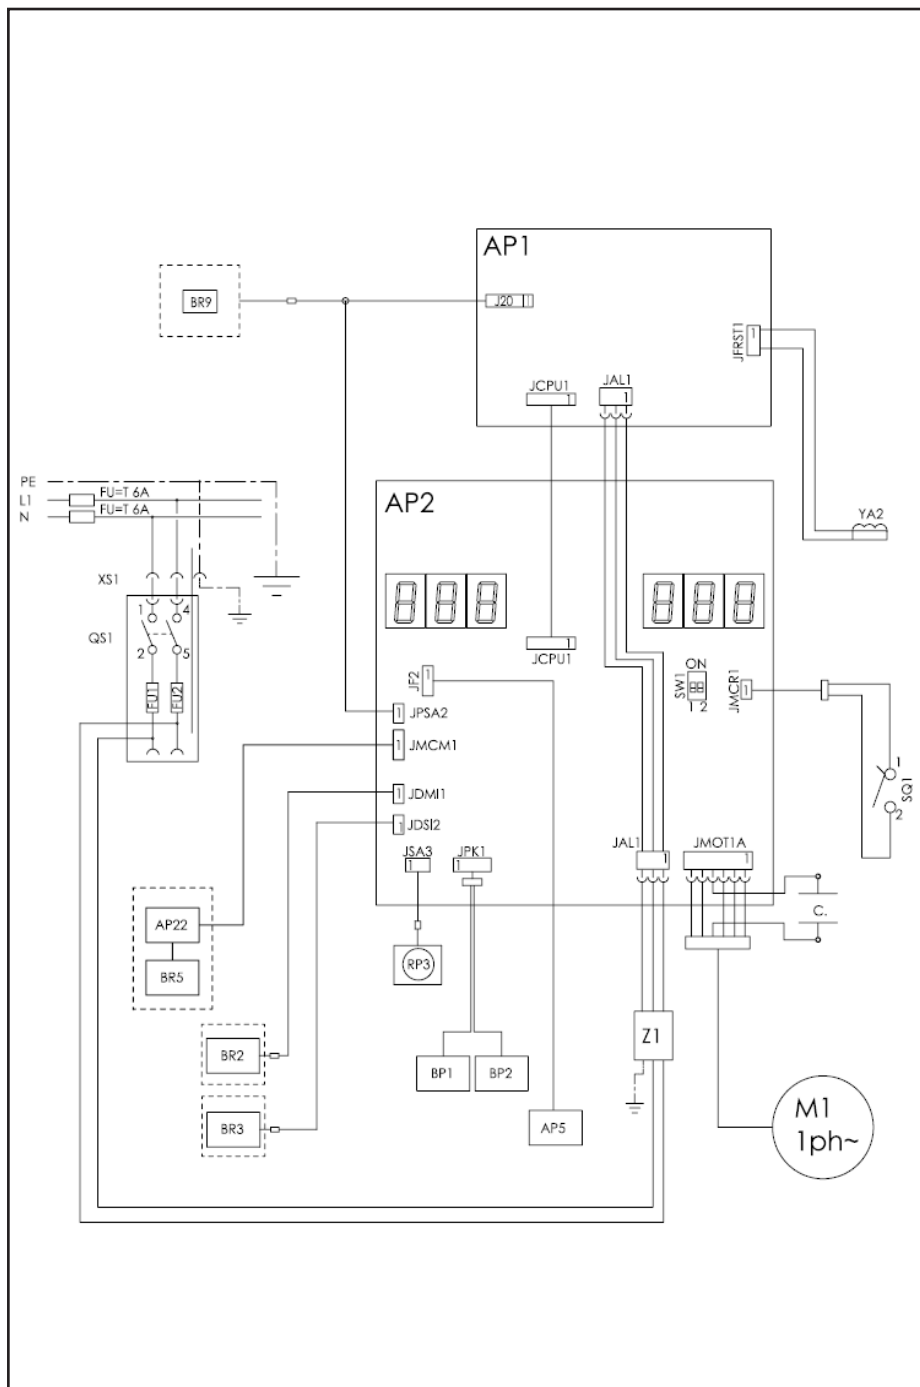 AP1
BR9
J20
JFRST1
1
JCPU1
1
JAL1
1
PE
L1
FU=T 6A
N
FU=T 6A
AP2
YA2
XS1
1
4
QS1
2
5
FU1
FU2
JCPU1
1
ON
SW1
1 2
JMCR1
1
JF2
1
1
JPSA2
1
JMCM1
1
JDMI1
1
JDSI2
1
SQ1
2
JSA3
1
JPK1
1
JAL1
1
JMOT1A
1
C.
AP22
BR5
RP3
Z1
BR2
BP1
BP2
BR3
AP5
M1
1ph~